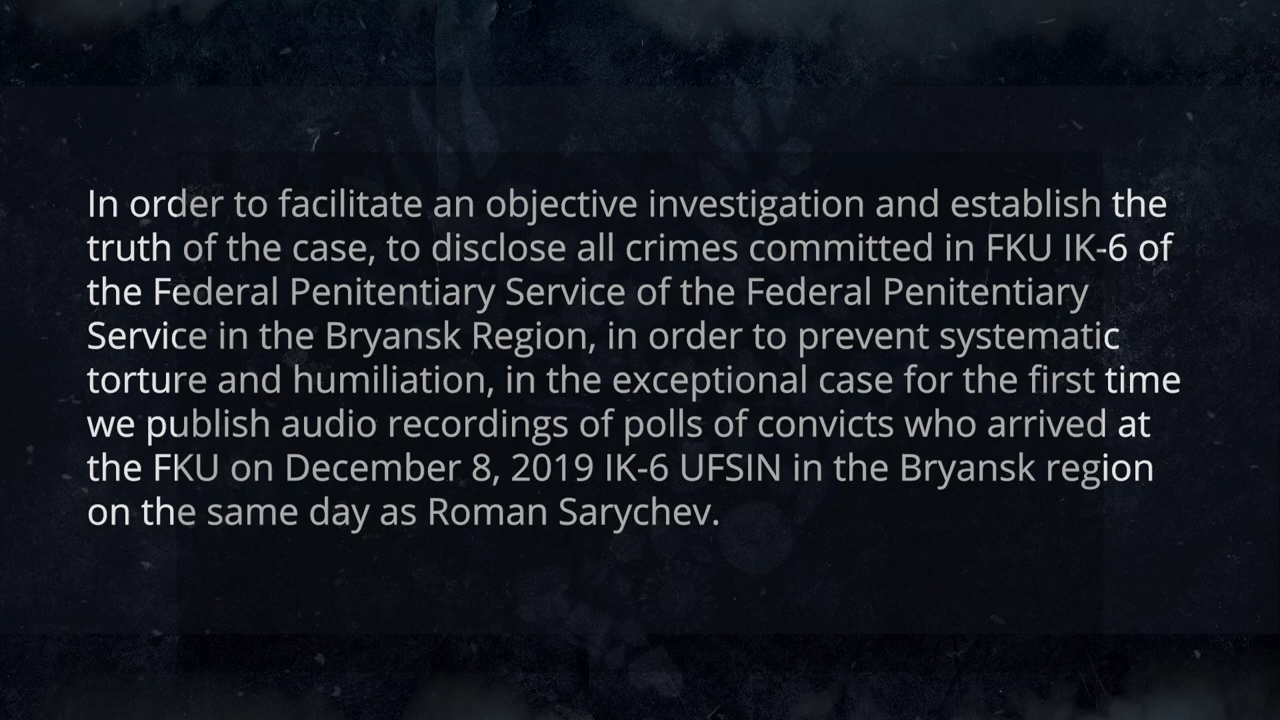 In order to facilitate an objective investigation and establish the
truth of the case, to disclose all crimes committed in FKU IK-6 of
the Federal Penitentiary Service of the Federal Penitentiary
Service in the Bryansk Region, in order to prevent systematic
torture and humiliation, in the exceptional case for the first time
we publish audio recordings of polls of convicts who arrived at
the FKU on December 8, 2019 IK-6 UFSIN in the Bryansk region
on the same day as Roman Sarychev.